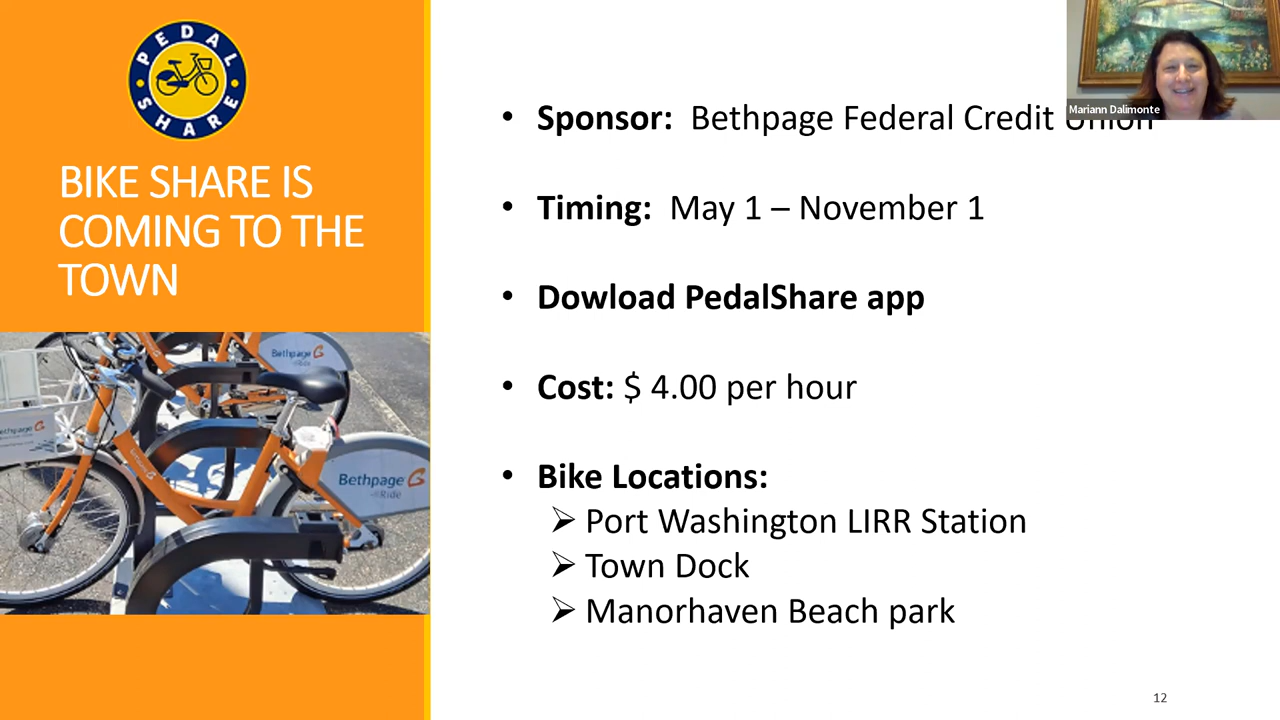 PEDAL
SHARE
BIKE SHARE IS
COMING TO THE
TOWN
Bethpage
Bethpage
Bethpage
Ride
• Sponsor: Bethpage Federal Credit Union
• Timing: May 1 – November 1
• Dowload PedalShare app
• Cost: $ 4.00 per hour
• Bike Locations:
➢ Port Washington LIRR Station
➢ Town Dock
➢ Manorhaven Beach park
Mariann Dalimonte
12